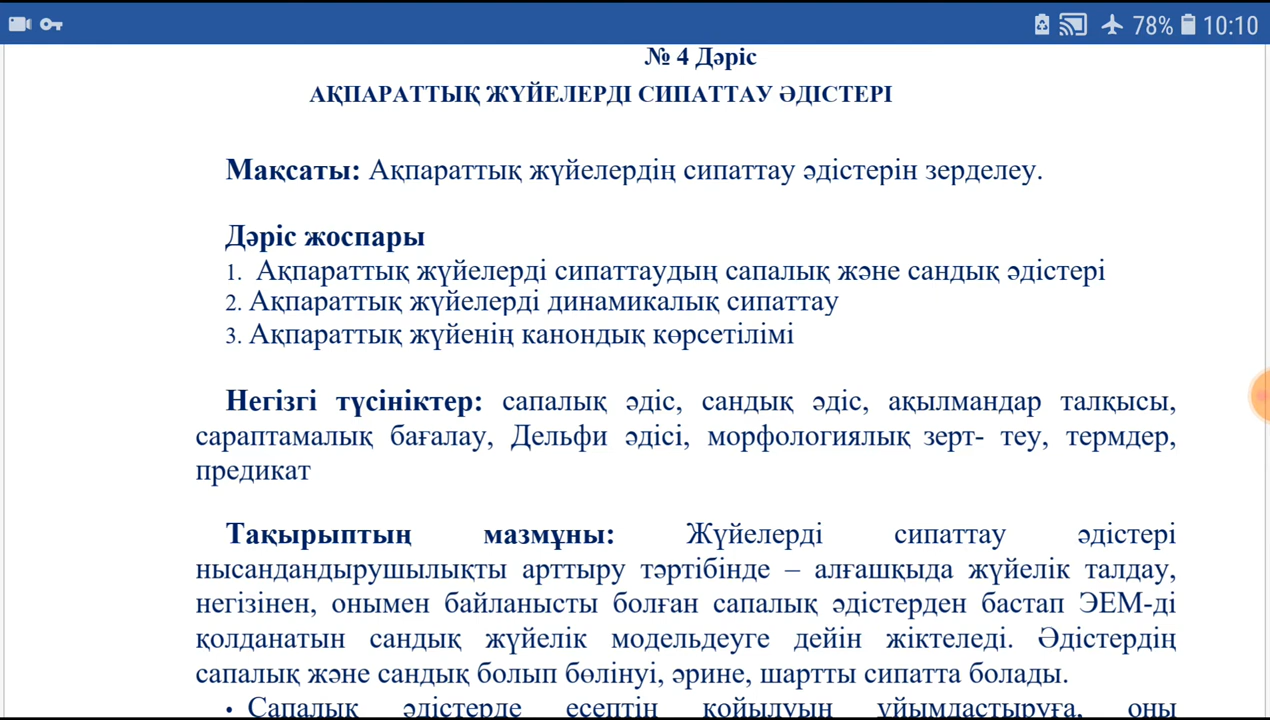 78% 10:10
№ 4 Дәріс
АҚПАРАТТЫҚ ЖҮЙЕЛЕРДІ СИПАТТАУ ӘДІСТЕРІ
Мақсаты: Ақпараттық жүйелердің сипаттау әдістерін зерделеу.
Дәріс жоспары
1. Ақпараттық жүйелерді сипаттаудың сапалық және сандық әдістері
2. Ақпараттық жүйелерді динамикалық сипаттау
3. Ақпараттық жүйенің канондық көрсетілімі
Негізгі түсініктер: сапалық әдіс, сандық әдіс, ақылмандар талқысы,
сараптамалық бағалау, Дельфи әдісі, морфологиялық зерт- теу, термдер,
предикат
Тақырыптың мазмұны: Жүйелерді сипаттау әдістері
нысандандырушылықты арттыру тәртібінде – алғашқыда жүйелік талдау,
негізінен, онымен байланысты болған сапалық әдістерден бастап ЭЕМ-ді
қолданатын сандық жүйелік модельдеуге дейін жіктеледі. Әдістердің
сапалық және сандық болып бөлінуі, әрине, шартты сипатта болады.
• Сапалық әдістерде есептің қойылуын ұйымдастыруға, оны